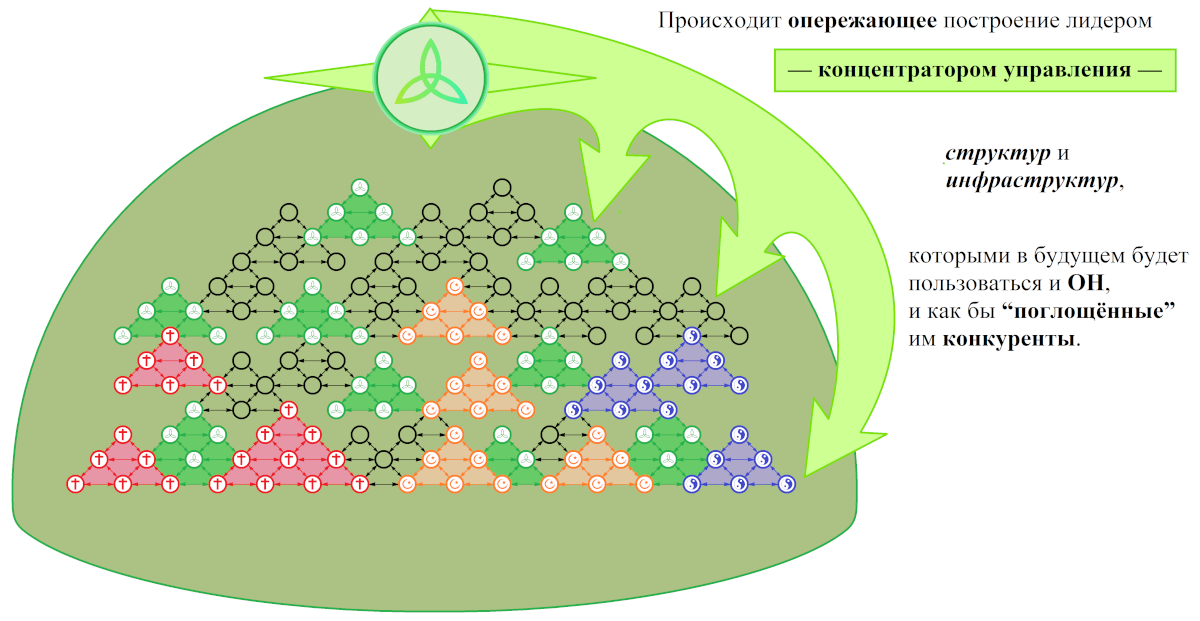 Происходит опережающее построение лидером
— концентратором управления —
структур и
инфраструктур,
которыми в будущем будет
пользоваться и ОН,
и как бы “поглощённые”
им конкуренты.